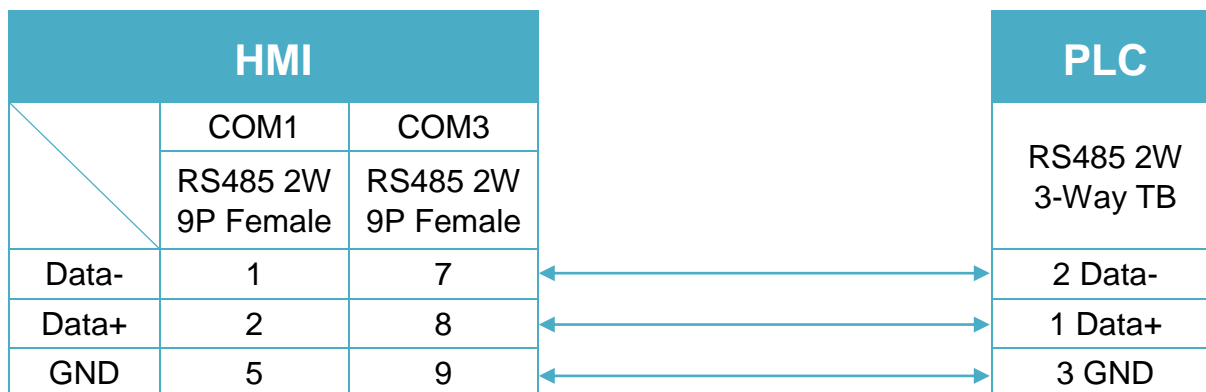 HMI
PLC
COM1 COM3
RS485 2W RS485 2W
9P Female 9P Female
RS485 2W
3-Way TB
Data- 1 7 2 Data-
Data+ 2 8 1 Data+
GND 5 9 3 GND